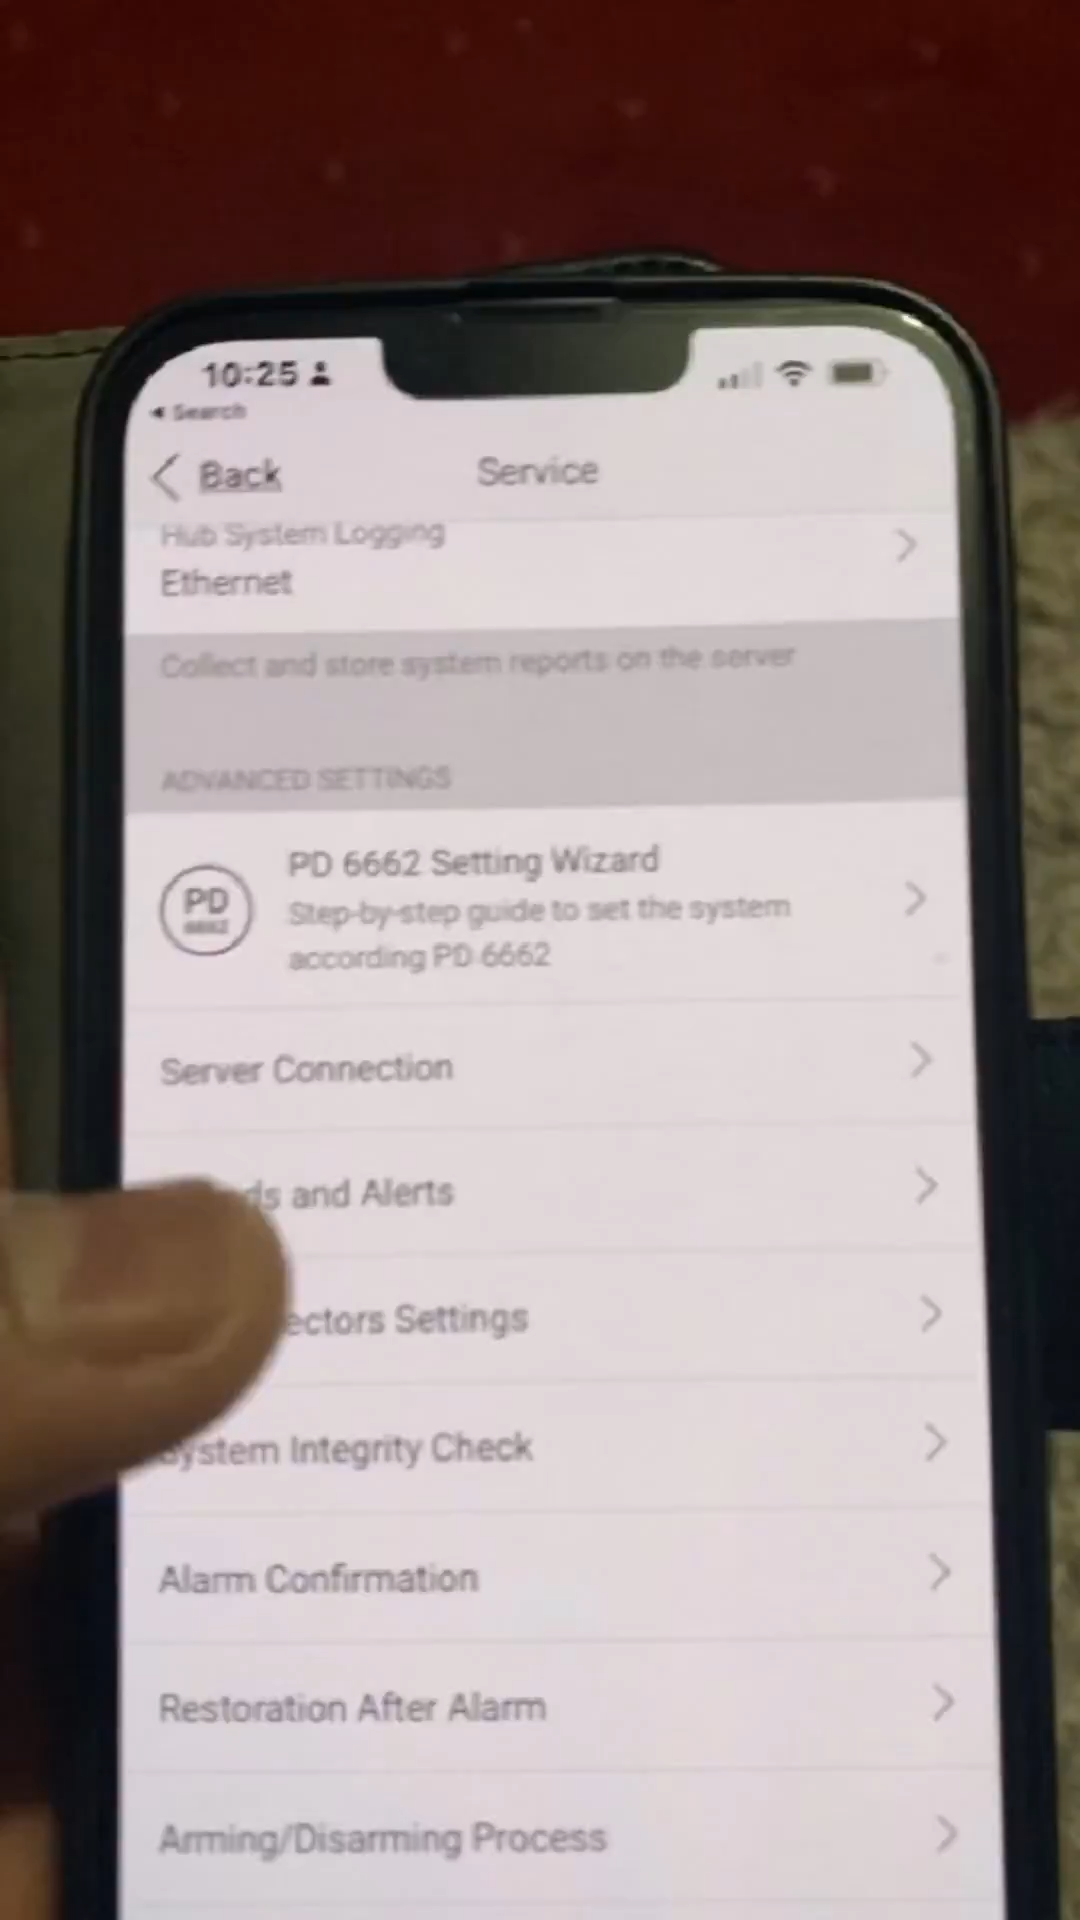 10:25
Search
Back
Service
Hub System Logging
Ethernet
Collect and store system reports on the server
ADVANCED SETTINGS
PD
6662
PD 6662 Setting Wizard
Step-by-step guide to set the system
according PD 6662
Server Connection
and Alerts
Settings
System Integrity Check
Alarm Confirmation
Restoration After Alarm
Arming/Disarming Process